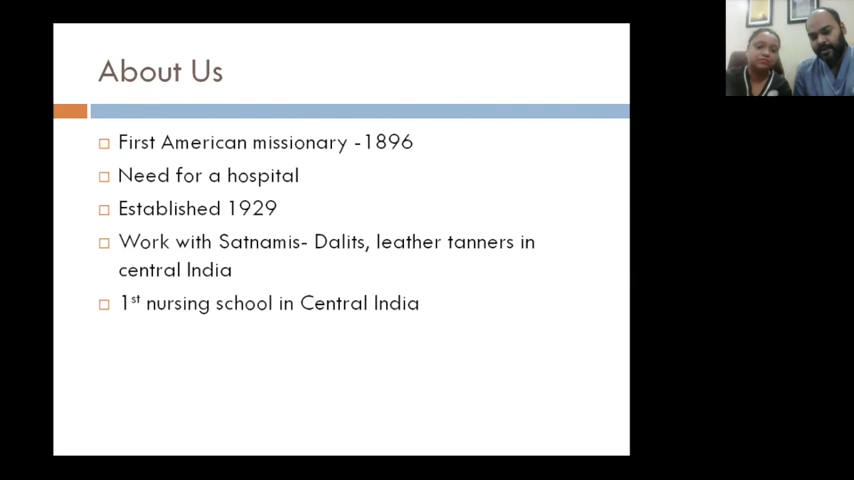 About Us
First American missionary -1896
Need for a hospital
Established 1929
Work with Satnamis- Dalits, leather tanners in
central India
1st nursing school in Central India